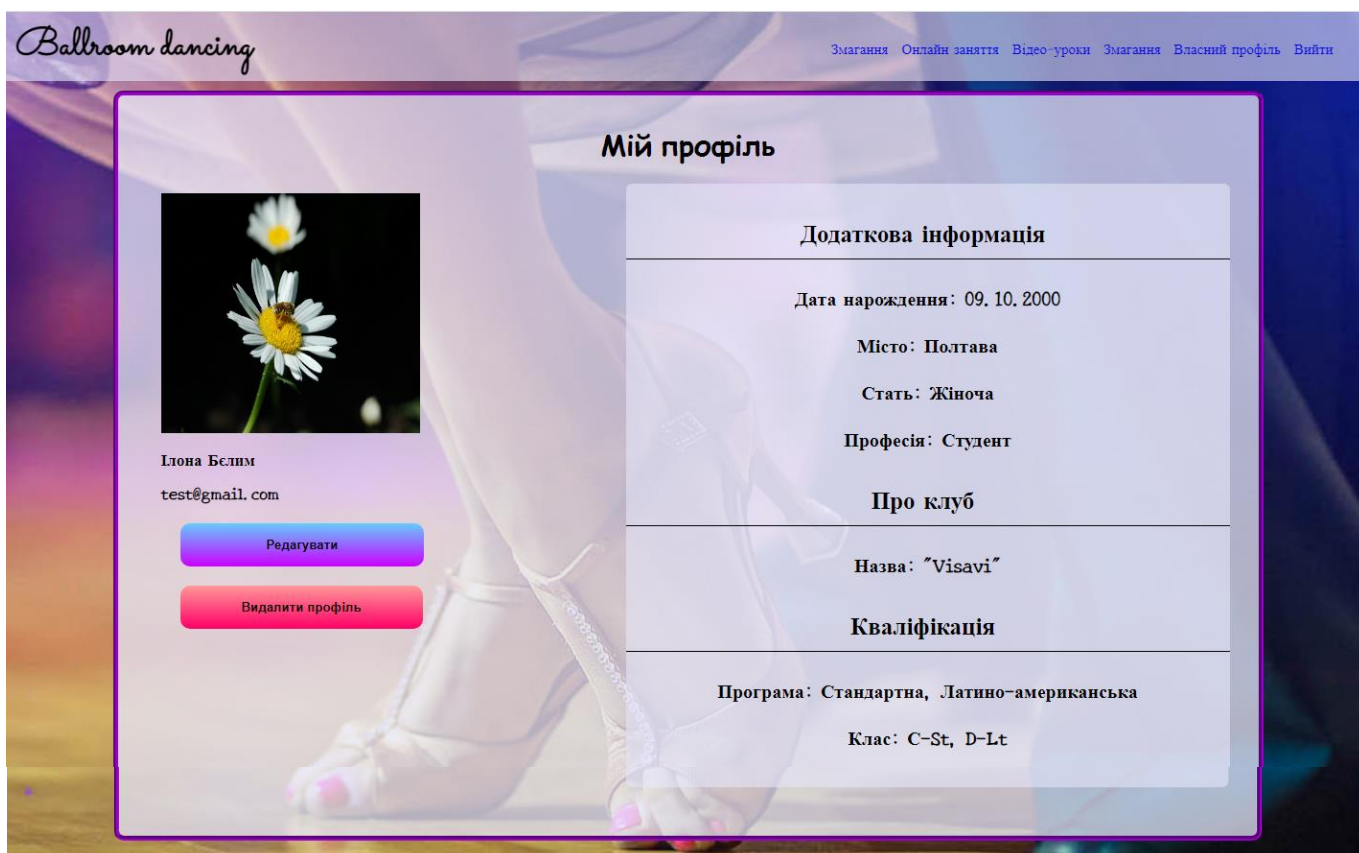 Ballroom dancing
Змагання Онлайн заняття Відео-уроки Змагання Власний профіль Вийти
Мій профіль
Ілона Бєлим
test@gmail.com
Редагувати
Видалити профіль
Додаткова інформація
Дата народження: 09.10.2000
Місто: Полтава
Стать: Жіноча
Професія: Студент
Про клуб
Назва: "Visavi"
Кваліфікація
Програма: Стандартна, Латино-американська
Клас: C-St, D-Lt